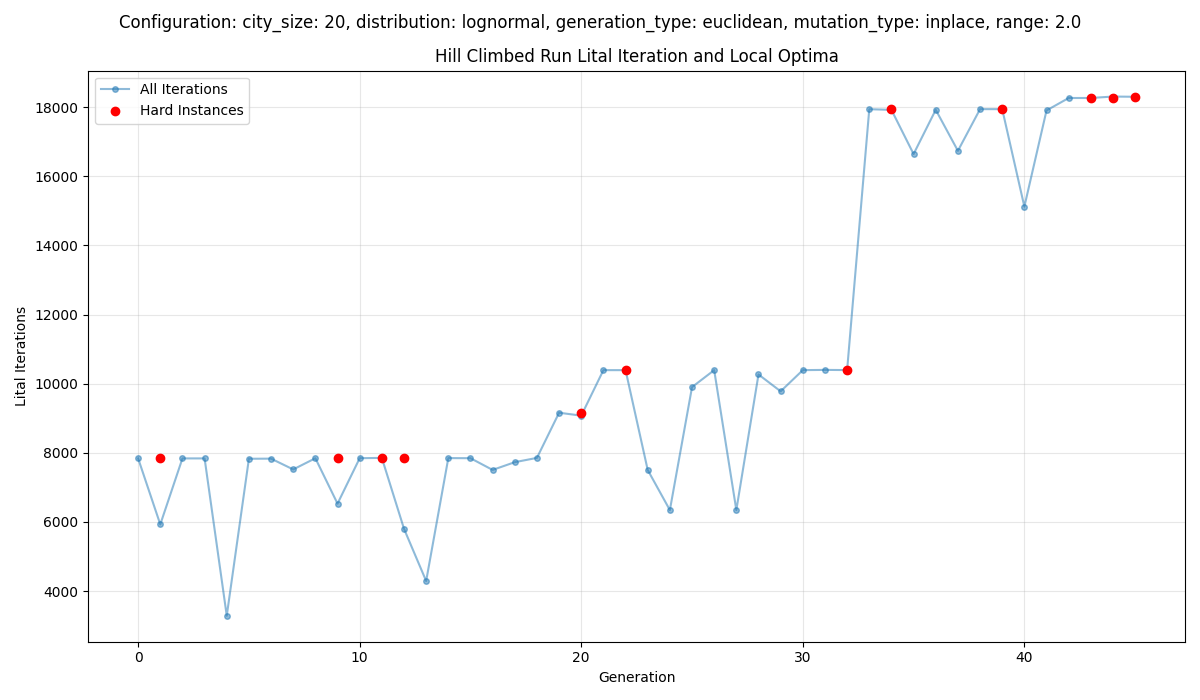 Configuration: city_size: 20, distribution: lognormal, generation_type: euclidean, mutation_type: inplace, range: 2.0
Hill Climbed Run Lital Iteration and Local Optima
All Iterations
Hard Instances
18000
16000
14000
12000
10000
8000
6000
4000
Lital Iterations
0 10 20 30 40
Generation